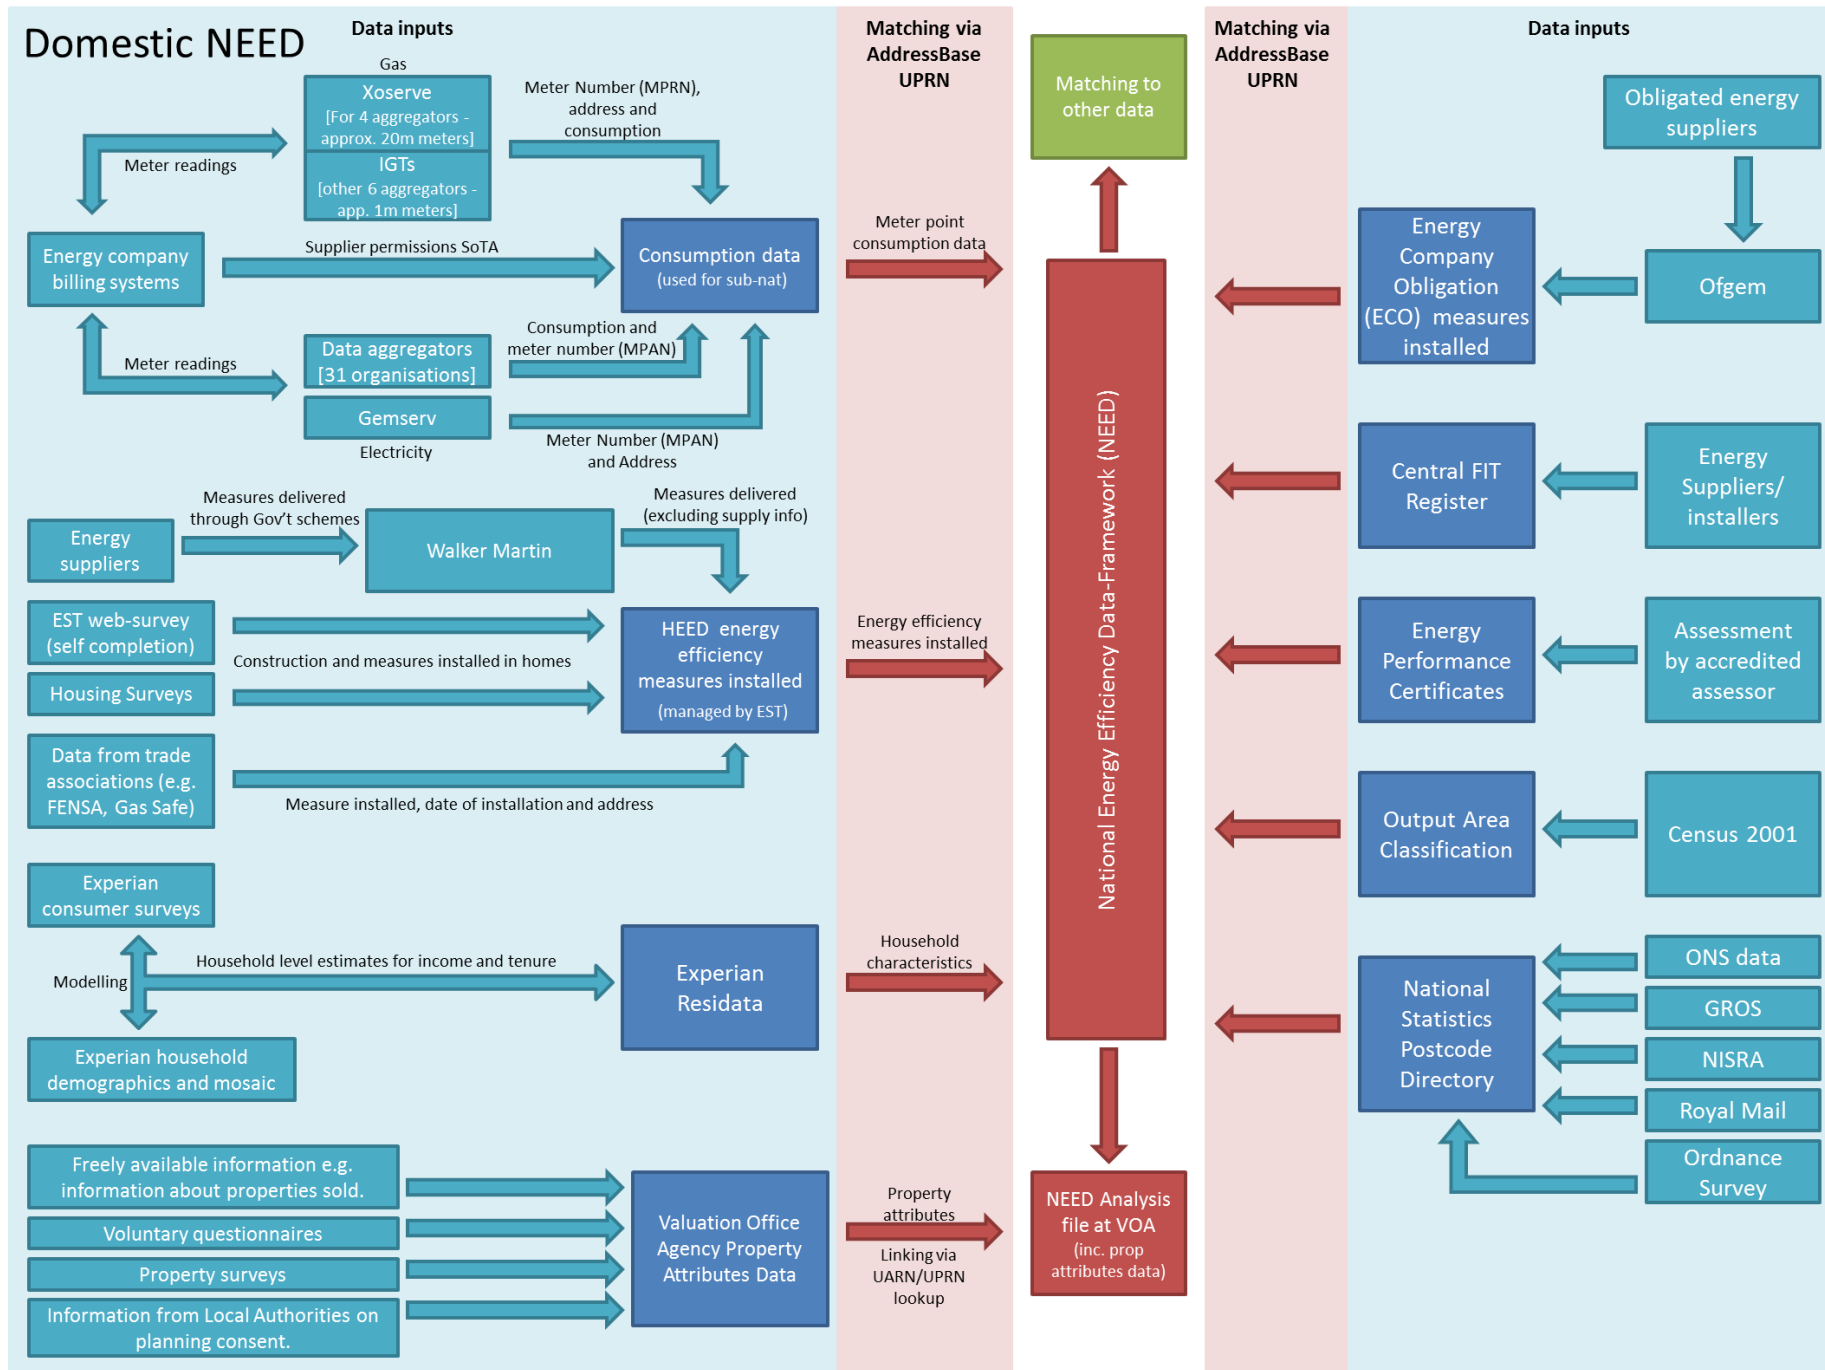 Domestic NEED
Data inputs
Gas
Xoserve
[For 4 aggregators -
approx. 20m meters]
IGTs
[other 6 aggregators -
app. 1m meters]
Meter Number (MPRN),
address and
consumption
Meter readings
Energy company
billing systems
Supplier permissions SoTA
Consumption data
(used for sub-nat)
Meter readings
Data aggregators
[31 organisations]
Consumption and
meter number (MPAN)
Gemserv
Electricity
Meter Number (MPAN)
and Address
Energy
suppliers
Measures delivered
through Gov't schemes
Walker Martin
Measures delivered
(excluding supply info)
EST web-survey
(self completion)
Construction and measures installed in homes
Housing Surveys
HEED energy
efficiency
measures installed
(managed by EST)
Data from trade
associations (e.g.
FENSA, Gas Safe)
Measure installed, date of installation and address
Experian
consumer surveys
Modelling
Household level estimates for income and tenure
Experian
Residata
Experian household
demographics and mosaic
Freely available information e.g.
information about properties sold.
Voluntary questionnaires
Property surveys
Information from Local Authorities on
planning consent.
Valuation Office
Agency Property
Attributes Data
Matching via
AddressBase
UPRN
Meter point
consumption data
Energy efficiency
measures installed
Household
characteristics
Property
attributes
Linking via
UARN/UPRN
lookup
Matching to
other data
National Energy Efficiency Data-Framework (NEED)
NEED Analysis
file at VOA
(inc. prop
attributes data)
Matching via
AddressBase
UPRN
Data inputs
Obligated energy
suppliers
Energy
Company
Obligation
(ECO) measures
installed
Ofgem
Central FIT
Register
Energy
Suppliers/
installers
Energy
Performance
Certificates
Assessment
by accredited
assessor
Output Area
Classification
Census 2001
National
Statistics
Postcode
Directory
ONS data
GROS
NISRA
Royal Mail
Ordnance
Survey